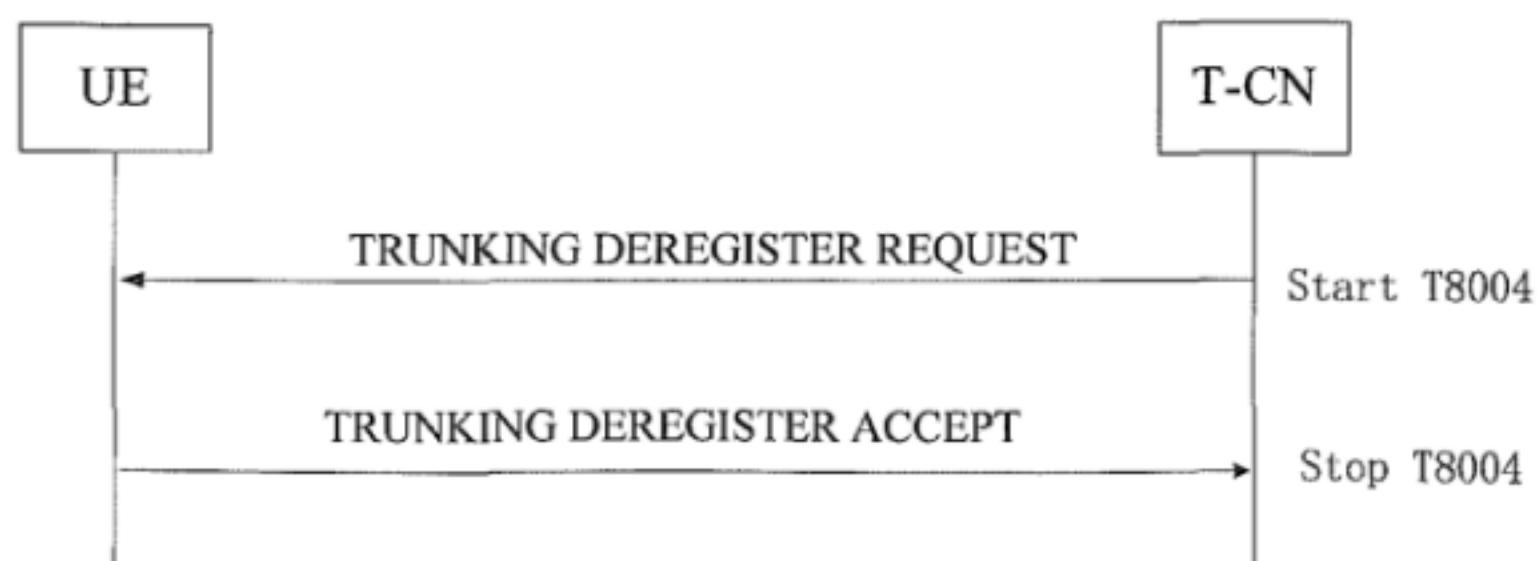 UE
T-CN
TRUNKING DEREGISTER REQUEST
Start T8004
TRUNKING DEREGISTER ACCEPT
Stop T8004